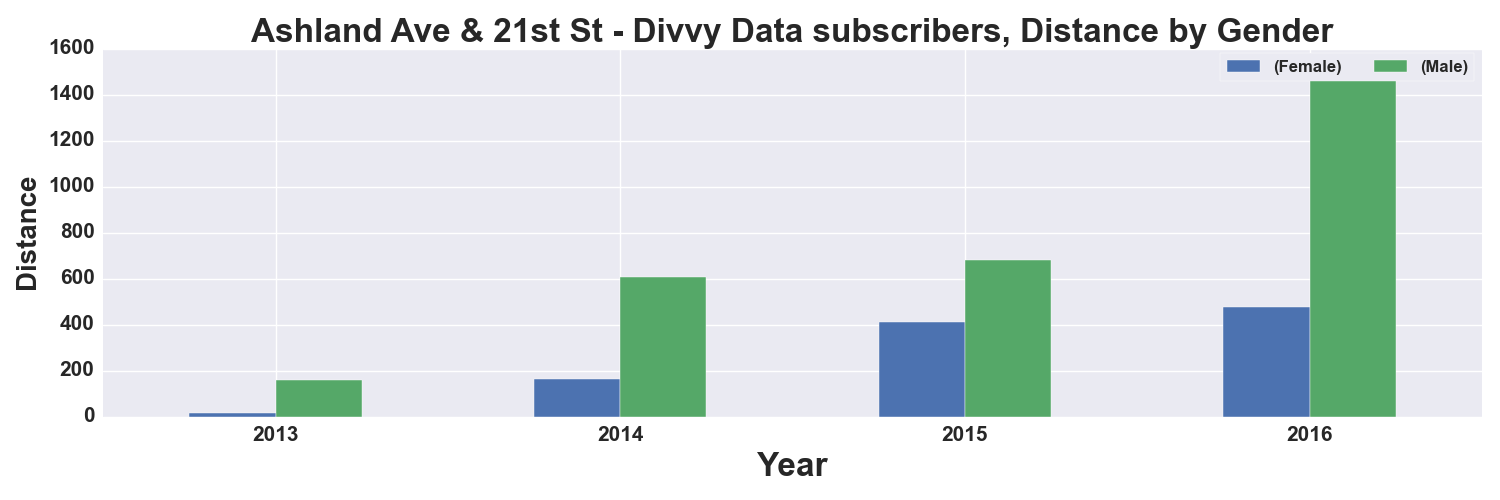 Ashland Ave & 21st St - Divvy Data subscribers, Distance by Gender
(Female) (Male)
1600
1400
1200
1000
800
600
400
200
0
Distance
2013 2014 2015 2016
Year